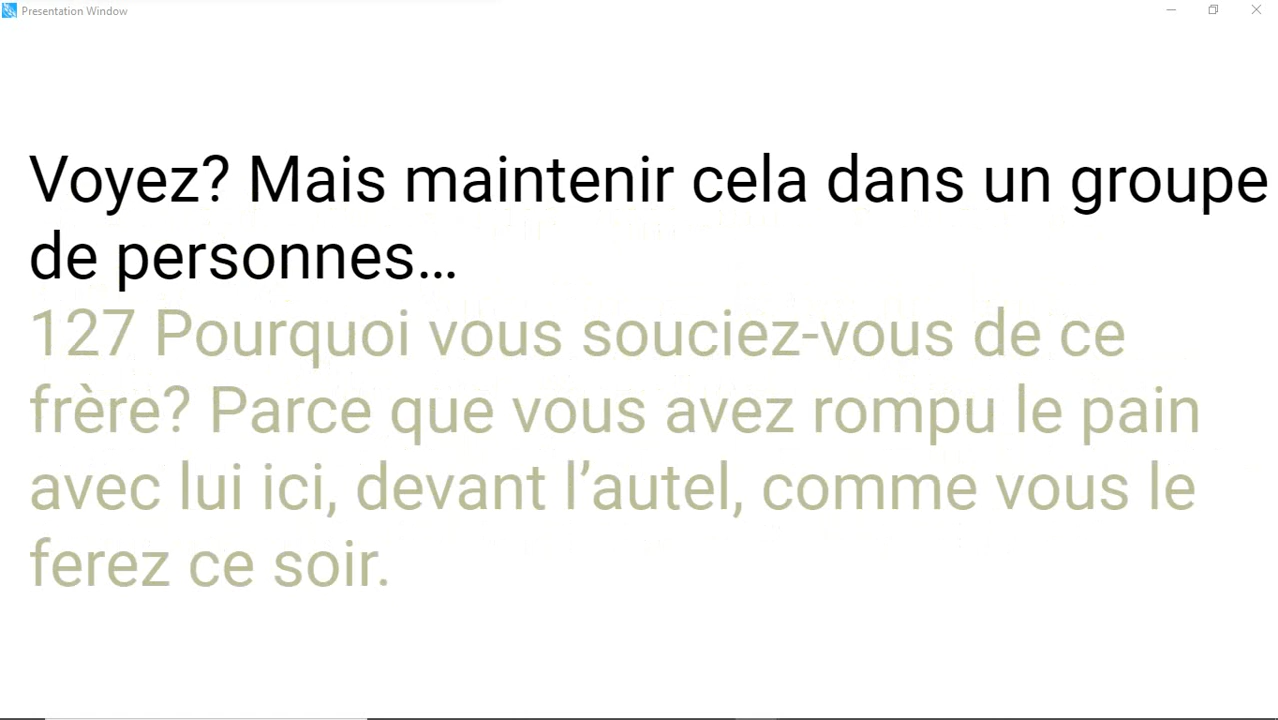 Presentation Window
Voyez? Mais maintenir cela dans un groupe
de personnes…
127 Pourquoi vous souciez-vous de ce
frère? Parce que vous avez rompu le pain
avec lui ici, devant l’autel, comme vous le
ferez ce soir.